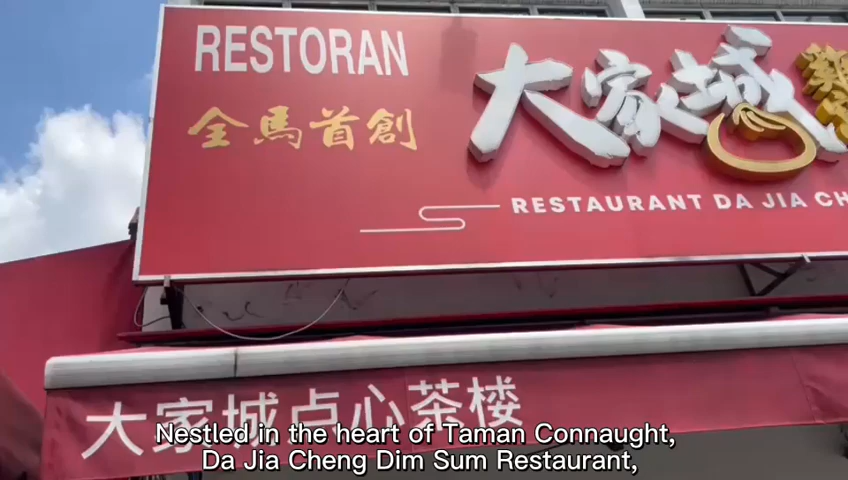 RESTORAN
全馬首創
大家城
RESTAURANT DA JIA CH
大家城点心茶楼
Nestled in the heart of Taman Connaught,
Da Jia Cheng Dim Sum Restaurant,